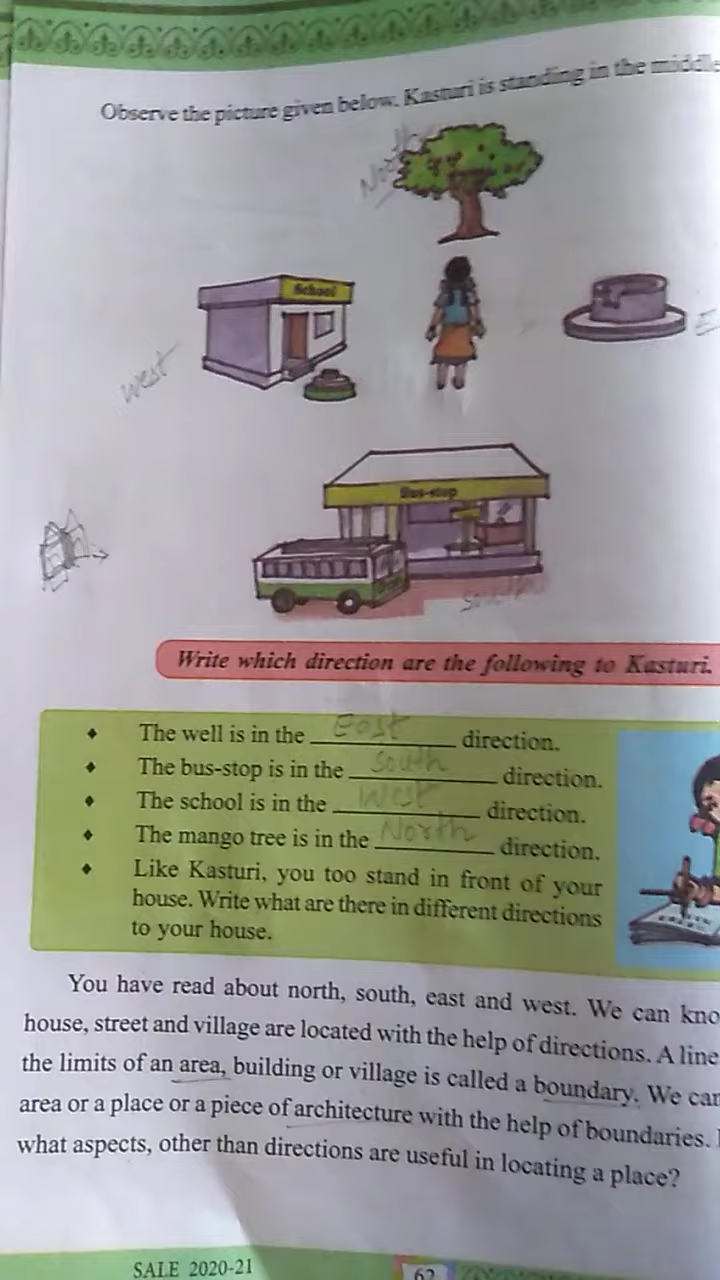 Observe the picture given below. Kasturi is standing in the middle
North
School
West
E
Bus-stop
South
Write which direction are the following to Kasturi.
The well is in the East direction.
The bus-stop is in the South direction.
The school is in the West direction.
The mango tree is in the North direction.
Like Kasturi, you too stand in front of your
house. Write what are there in different directions
to your house.
You have read about north, south, east and west. We can kno
house, street and village are located with the help of directions. A line
the limits of an area, building or village is called a boundary. We can
area or a place or a piece of architecture with the help of boundaries.
what aspects, other than directions are useful in locating a place?
SALE 2020-21
62